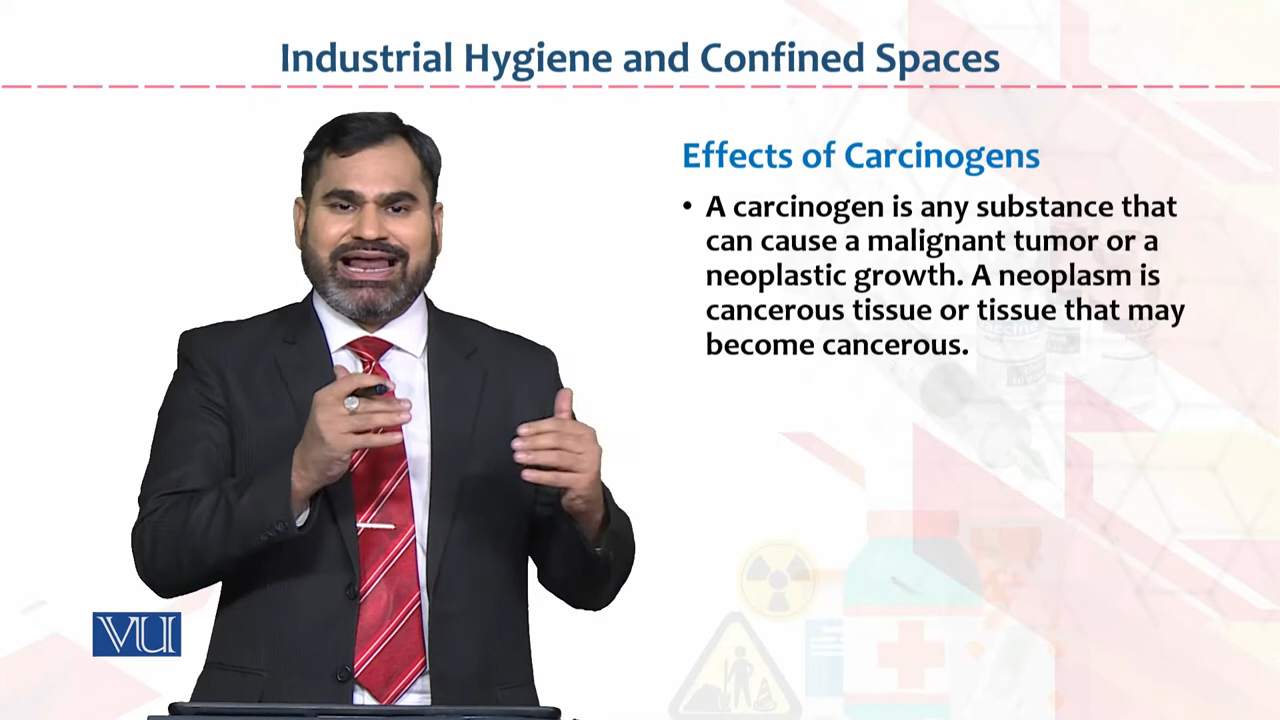 Industrial Hygiene and Confined Spaces
Effects of Carcinogens
• A carcinogen is any substance that
can cause a malignant tumor or a
neoplastic growth. A neoplasm is
cancerous tissue or tissue that may
become cancerous.
VU